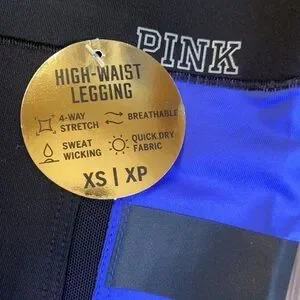 PINK
HIGH-WAIST
LEGGING
4-WAY
STRETCH
BREATHABLE
SWEAT
WICKING
QUICK DRY
FABRIC
XS | XP